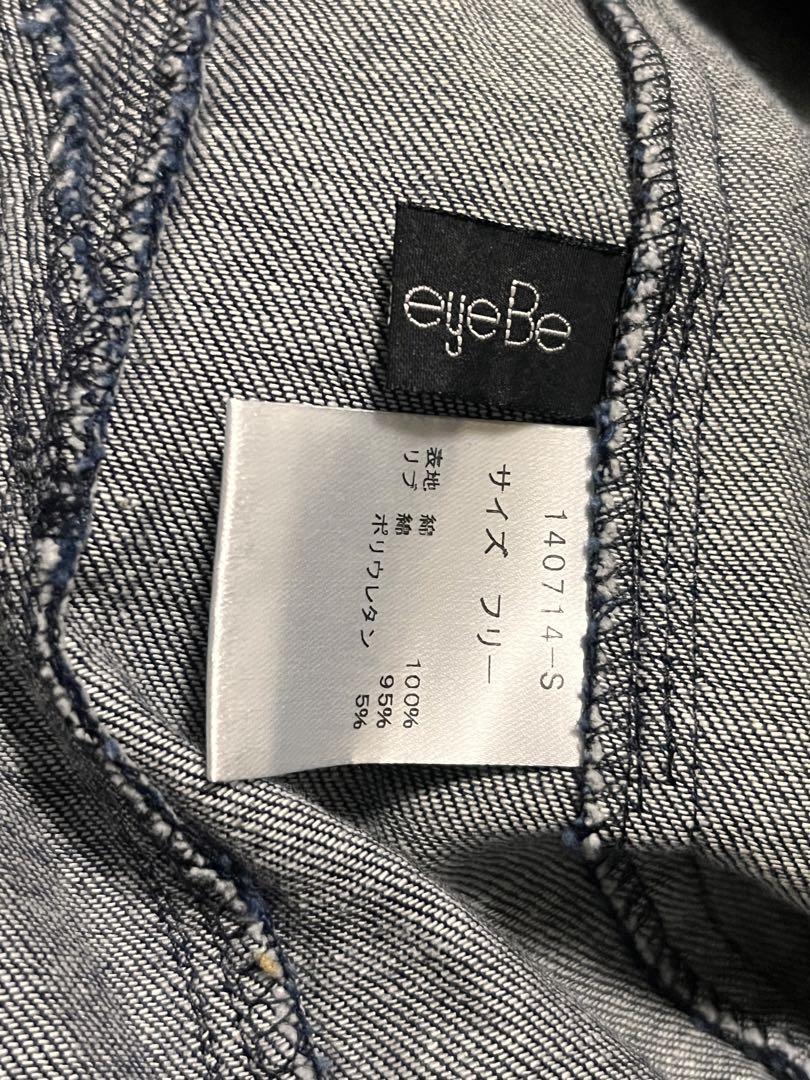 eyeBe
140714-S
サイズ フリー
表地 綿 100%
リブ 綿 95%
ポリウレタン 5%